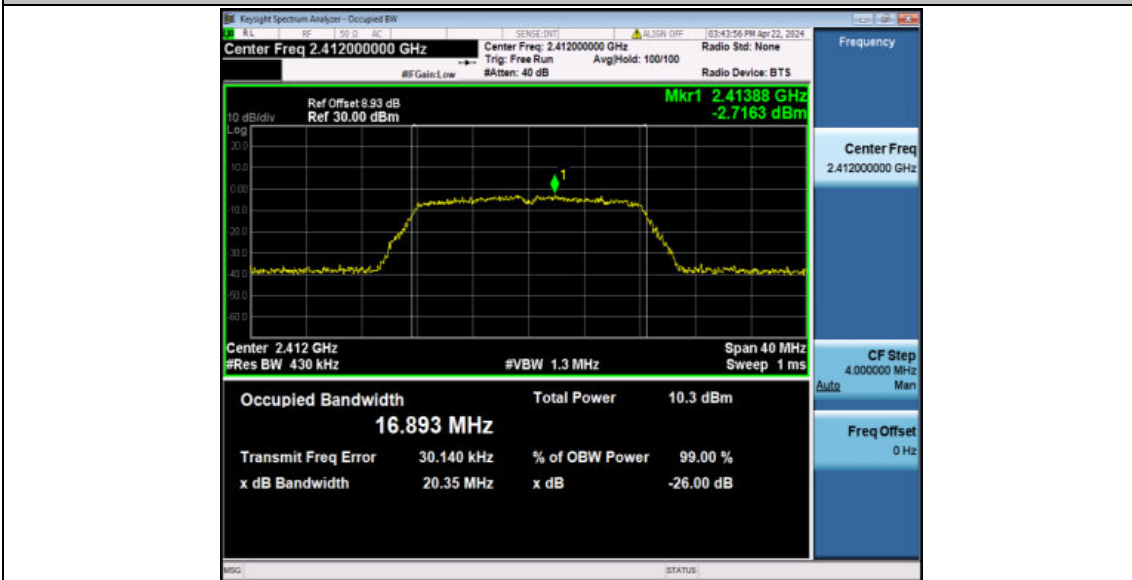 Keysight Spectrum Analyzer - Occupied BW
RL RF 50 Ω AC SENSE:INT ALIGN OFF 03:43:56 PM Apr 22, 2024
Center Freq 2.412000000 GHz
Center Freq: 2.412000000 GHz
Radio Std: None
Trig: Free Run Avg|Hold: 100/100
#IFGain:Low
#Atten: 40 dB
Radio Device: BTS
Frequency
Ref Offset 8.93 dB
Mkr1 2.41388 GHz
10 dB/div Ref 30.00 dBm
-2.7163 dBm
Log
20.0
10.0
0.00
-10.0
-20.0
-30.0
-40.0
-50.0
-60.0
1
Center 2.412 GHz
Span 40 MHz
#Res BW 430 kHz
#VBW 1.3 MHz
Sweep 1 ms
Occupied Bandwidth
Total Power 10.3 dBm
16.893 MHz
Transmit Freq Error 30.140 kHz
% of OBW Power 99.00 %
x dB Bandwidth 20.35 MHz
x dB -26.00 dB
Center Freq
2.412000000 GHz
CF Step
4.000000 MHz
Auto Man
Freq Offset
0 Hz
MSG
STATUS